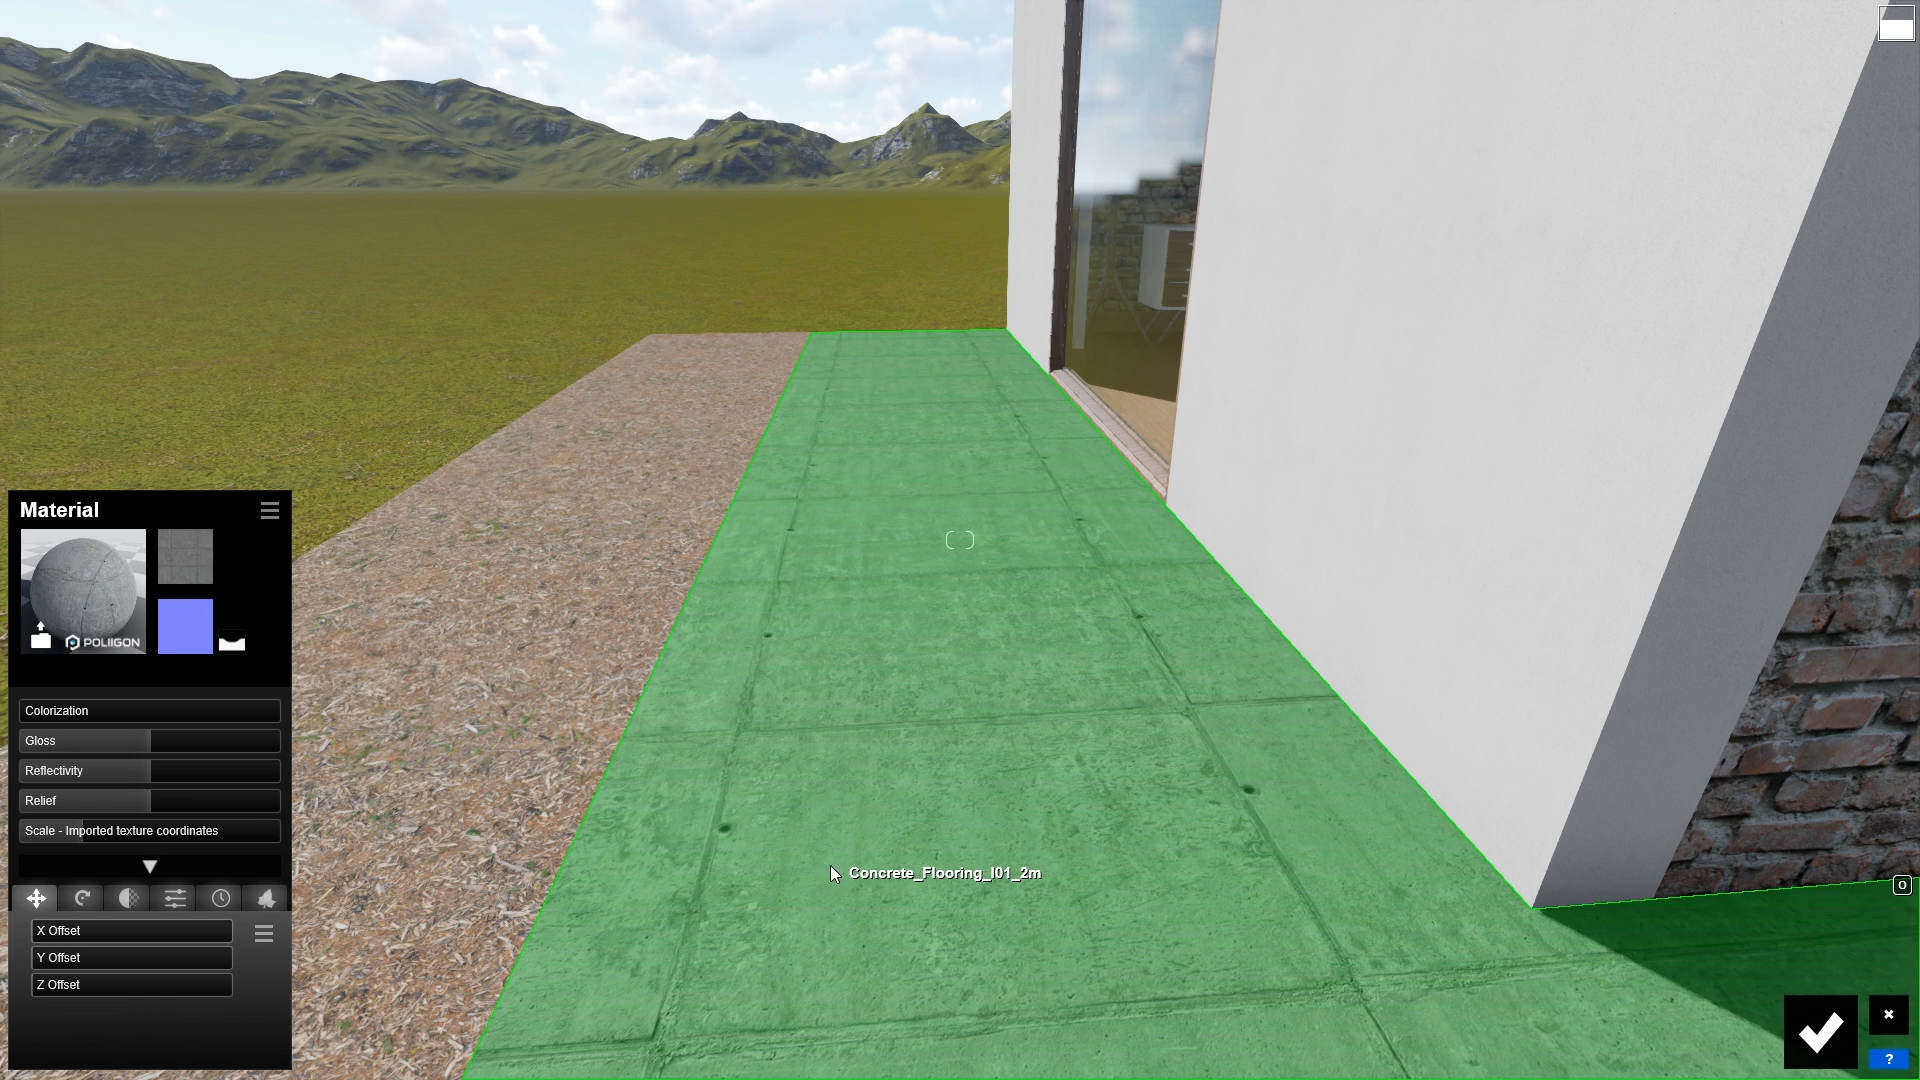 Material
POLIIGON
Colorization
Gloss
Reflectivity
Relief
Scale - Imported texture coordinates
X Offset
Y Offset
Z Offset
Concrete_Flooring_I01_2m
O
?